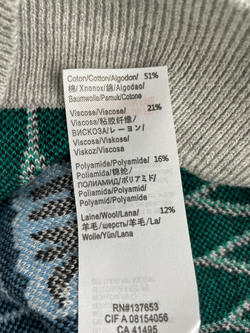 Coton/Cotton/Algodon/ 51%
棉/Хлопок/綿/Algodao/
Baumwolle/Pamuk/Cotone
Viscose/Viscose/ 21%
Viscosa/粘胶纤维/
ВИСКОЗА/レーヨン/
Viscose/Viskose/
Viskoz/Viscosa
Polyamide/Polyamide/ 16%
Poliamida/锦纶/
ПОЛИАМИД/ポリアミド/
Poliamida/Polyamid/
Polyamid/Poliammide
Laine/Wool/Lana/ 12%
羊毛/шерсть/羊毛/La/
Wolle/Yün/Lana
RN#137653
CIF A 08154056
CA 41495